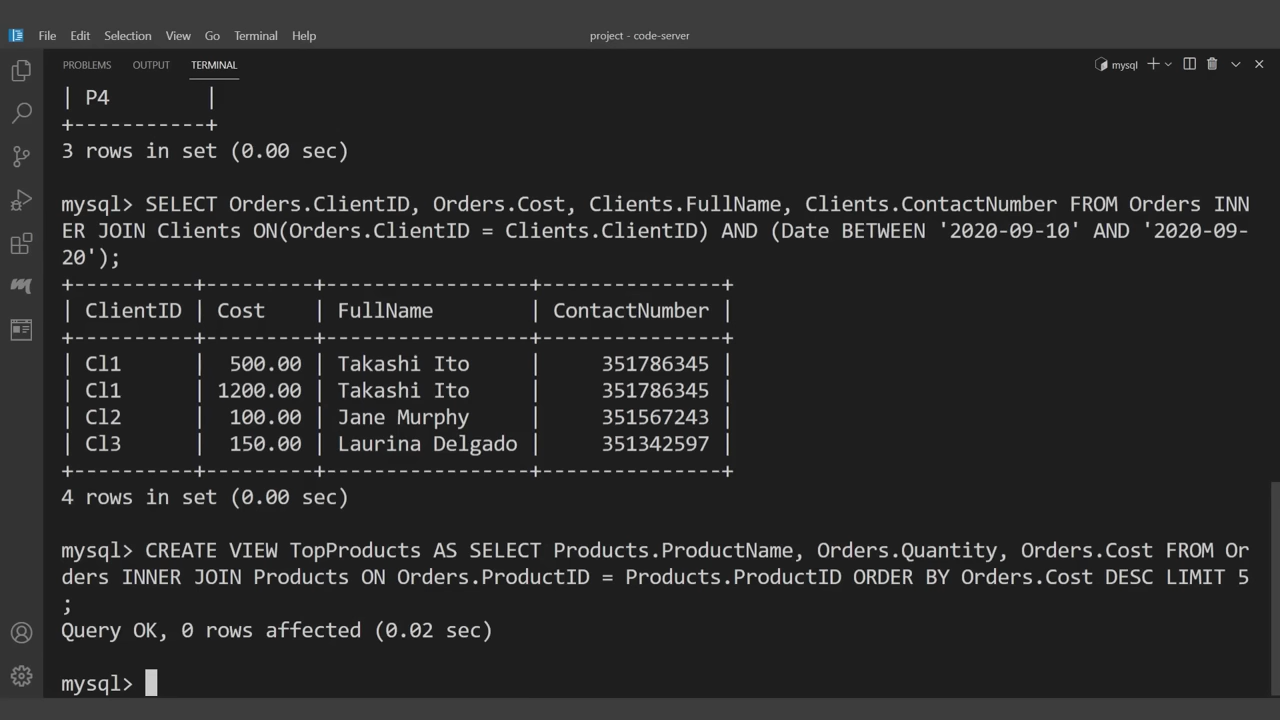 File Edit Selection View Go Terminal Help project - code-server
PROBLEMS OUTPUT TERMINAL mysql
| P4        |
+-----------+
3 rows in set (0.00 sec)
mysql> SELECT Orders.ClientID, Orders.Cost, Clients.FullName, Clients.ContactNumber FROM Orders INN
ER JOIN Clients ON(Orders.ClientID = Clients.ClientID) AND (Date BETWEEN '2020-09-10' AND '2020-09-
20');
+----------+---------+-----------------+---------------+
| ClientID | Cost    | FullName        | ContactNumber |
+----------+---------+-----------------+---------------+
| Cl1      |  500.00 | Takashi Ito     |     351786345 |
| Cl1      | 1200.00 | Takashi Ito     |     351786345 |
| Cl2      |  100.00 | Jane Murphy     |     351567243 |
| Cl3      |  150.00 | Laurina Delgado |     351342597 |
+----------+---------+-----------------+---------------+
4 rows in set (0.00 sec)
mysql> CREATE VIEW TopProducts AS SELECT Products.ProductName, Orders.Quantity, Orders.Cost FROM Or
ders INNER JOIN Products ON Orders.ProductID = Products.ProductID ORDER BY Orders.Cost DESC LIMIT 5
;
Query OK, 0 rows affected (0.02 sec)
mysql>